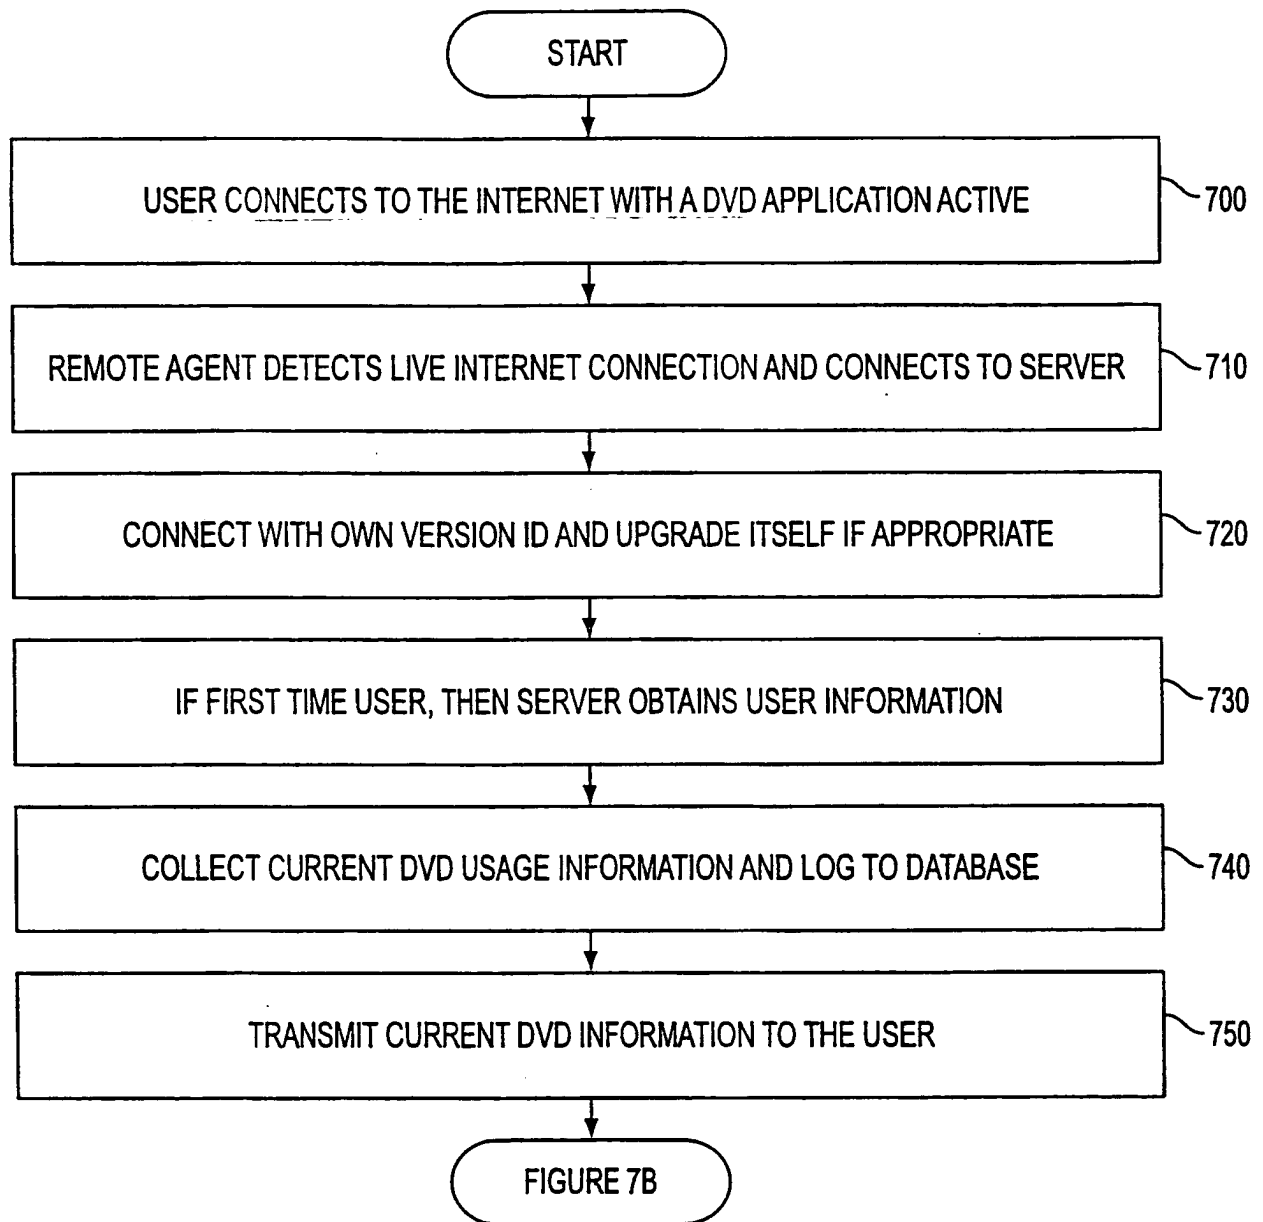 START
USER CONNECTS TO THE INTERNET WITH A DVD APPLICATION ACTIVE
700
REMOTE AGENT DETECTS LIVE INTERNET CONNECTION AND CONNECTS TO SERVER
710
CONNECT WITH OWN VERSION ID AND UPGRADE ITSELF IF APPROPRIATE
720
IF FIRST TIME USER, THEN SERVER OBTAINS USER INFORMATION
730
COLLECT CURRENT DVD USAGE INFORMATION AND LOG TO DATABASE
740
TRANSMIT CURRENT DVD INFORMATION TO THE USER
750
FIGURE 7B